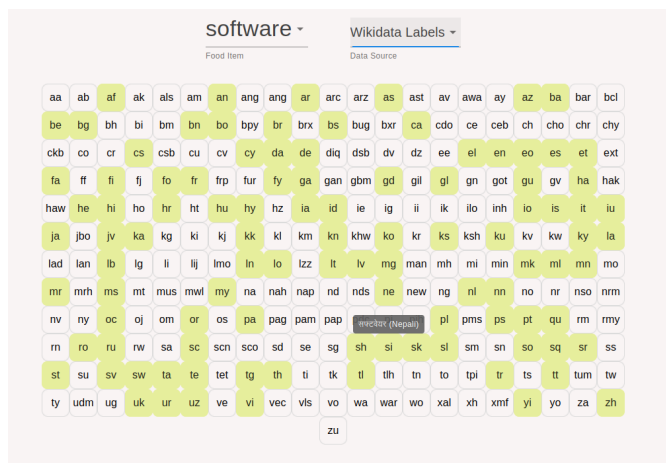 software
Wikidata Labels
Food Item
Data Source
aa ab af ak als am an ang ang ar arc arz as ast av awa ay az ba bar bcl
be bg bh bi bm bn bo bpy br brx bs bug bxr ca cdo ce ceb ch cho chr chy
ckb co cr cs csb cu cv cy da de diq dsb dv dz ee el en eo es et ext
fa ff fi fj fo fr frp fur fy ga gan gbm gd gil gl gn got gu gv ha hak
haw he hi ho hr ht hu hy hz ia id ie ig ii ik ilo inh io is it iu
ja jbo jv ka kg ki kj kk kl km kn khw ko kr ks ksh ku kv kw ky la
lad lan lb lg li lij lmo ln lo lzz lt lv mg man mh mi min mk ml mn mo
mr mrh ms mt mus mwl my na nah nap nd nds ne new ng nl nn no nr nso nrm
nv ny oc oj om or os pa pag pam pap सफ्टवेयर (Nepali) pl pms ps pt qu rm rmy
rn ro ru rw sa sc scn sco sd se sg sh si sk sl sm sn so sq sr ss
st su sv sw ta te tet tg th ti tk tl tlh tn to tpi tr ts tt tum tw
ty udm ug uk ur uz ve vi vec vls vo wa war wo xal xh xmf yi yo za zh
zu